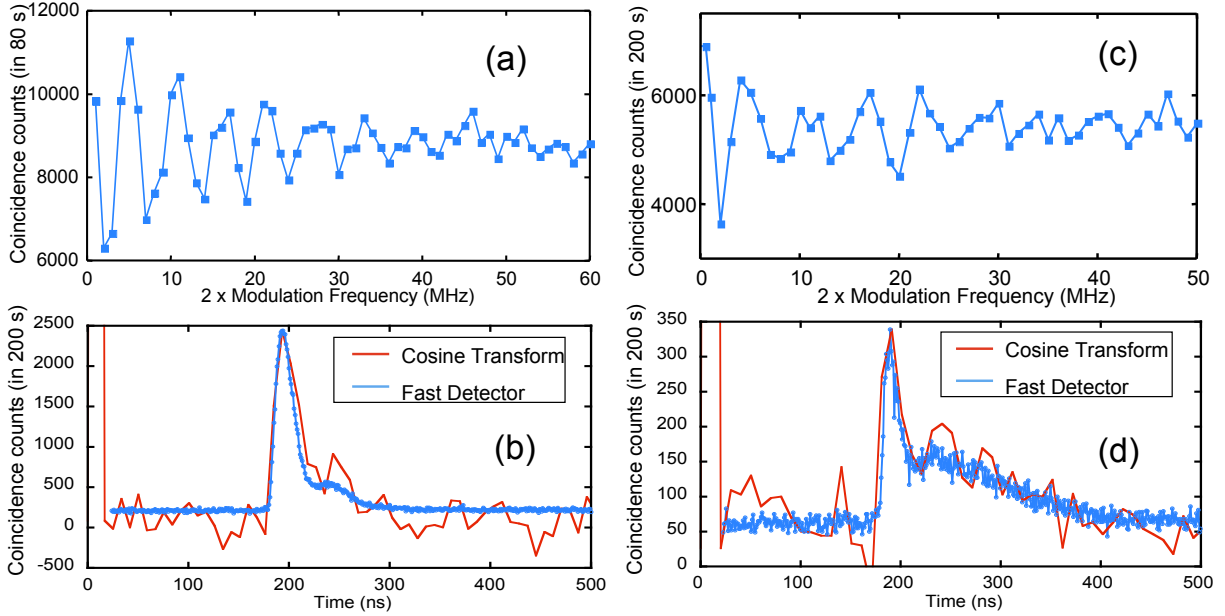 (a)
Coincidence counts (in 80 s)
12000
10000
8000
6000
0 10 20 30 40 50 60
2 x Modulation Frequency (MHz)
(c)
Coincidence counts (in 200 s)
6000
4000
0 10 20 30 40 50
2 x Modulation Frequency (MHz)
(b)
Coincidence counts (in 200 s)
2500
2000
1500
1000
500
0
-500
Cosine Transform
Fast Detector
0 100 200 300 400 500
Time (ns)
(d)
Coincidence counts (in 200 s)
350
300
250
200
150
100
50
0
Cosine Transform
Fast Detector
0 100 200 300 400 500
Time (ns)